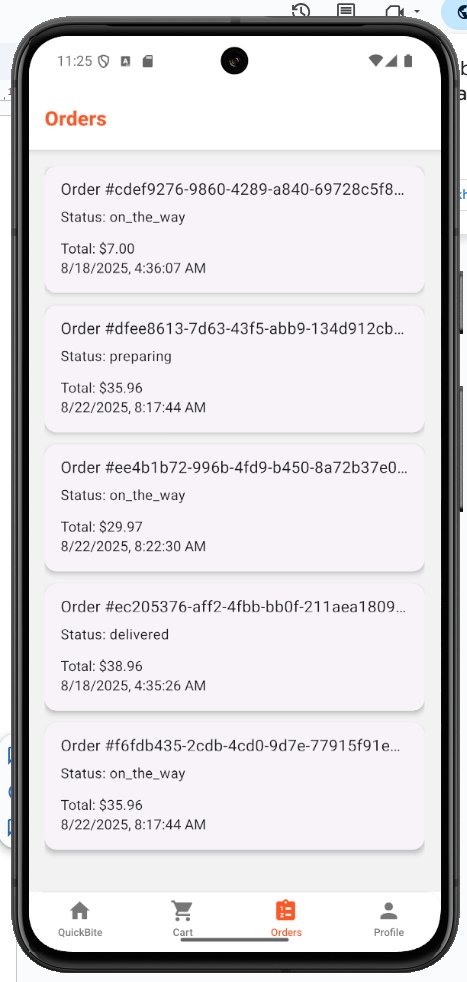 11:25
Orders
Order #cdef9276-9860-4289-a840-69728c5f8...
Status: on_the_way
Total: $7.00
8/18/2025, 4:36:07 AM
Order #dfee8613-7d63-43f5-abb9-134d912cb...
Status: preparing
Total: $35.96
8/22/2025, 8:17:44 AM
Order #ee4b1b72-996b-4fd9-b450-8a72b37e0...
Status: on_the_way
Total: $29.97
8/22/2025, 8:22:30 AM
Order #ec205376-aff2-4fbb-bb0f-211aea1809...
Status: delivered
Total: $38.96
8/18/2025, 4:35:26 AM
Order #f6fdb435-2cdb-4cd0-9d7e-77915f91e...
Status: on_the_way
Total: $35.96
8/22/2025, 8:17:44 AM
QuickBite
Cart
Orders
Profile